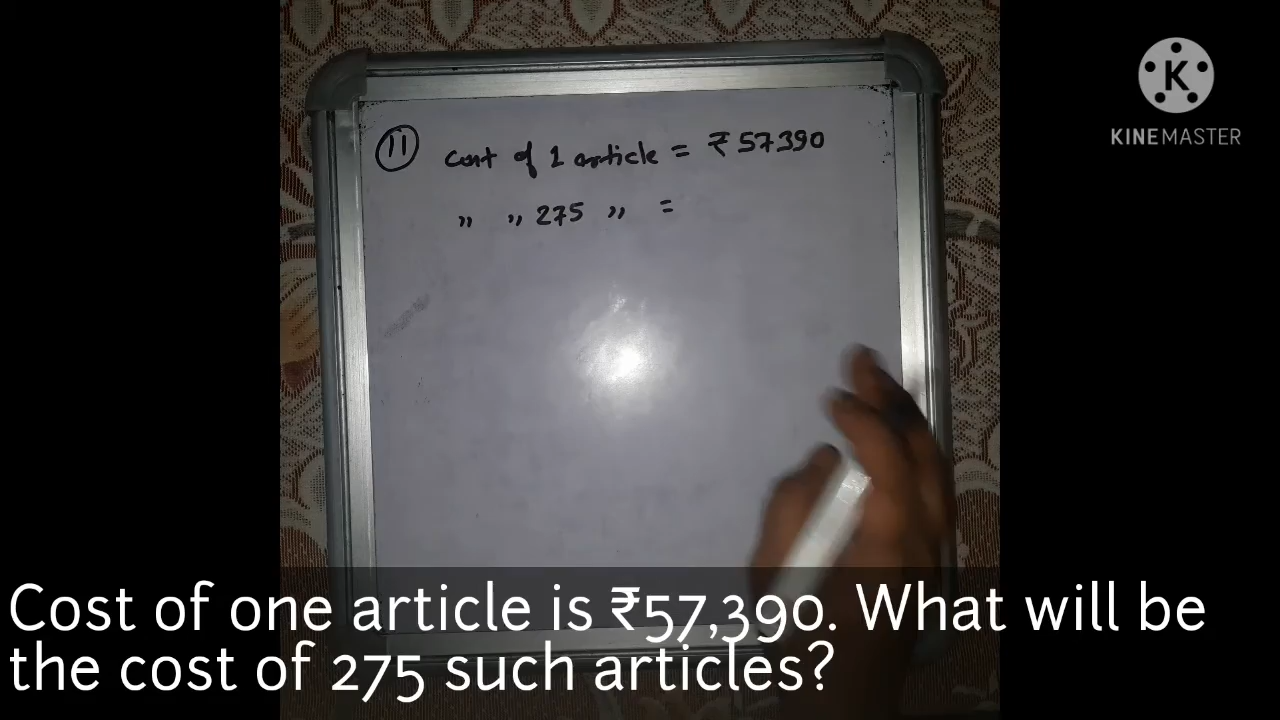 KINEMASTER
11 Cost of 1 article = ₹57390
,, ,, 275 ,, =
Cost of one article is ₹57,390. What will be
the cost of 275 such articles?